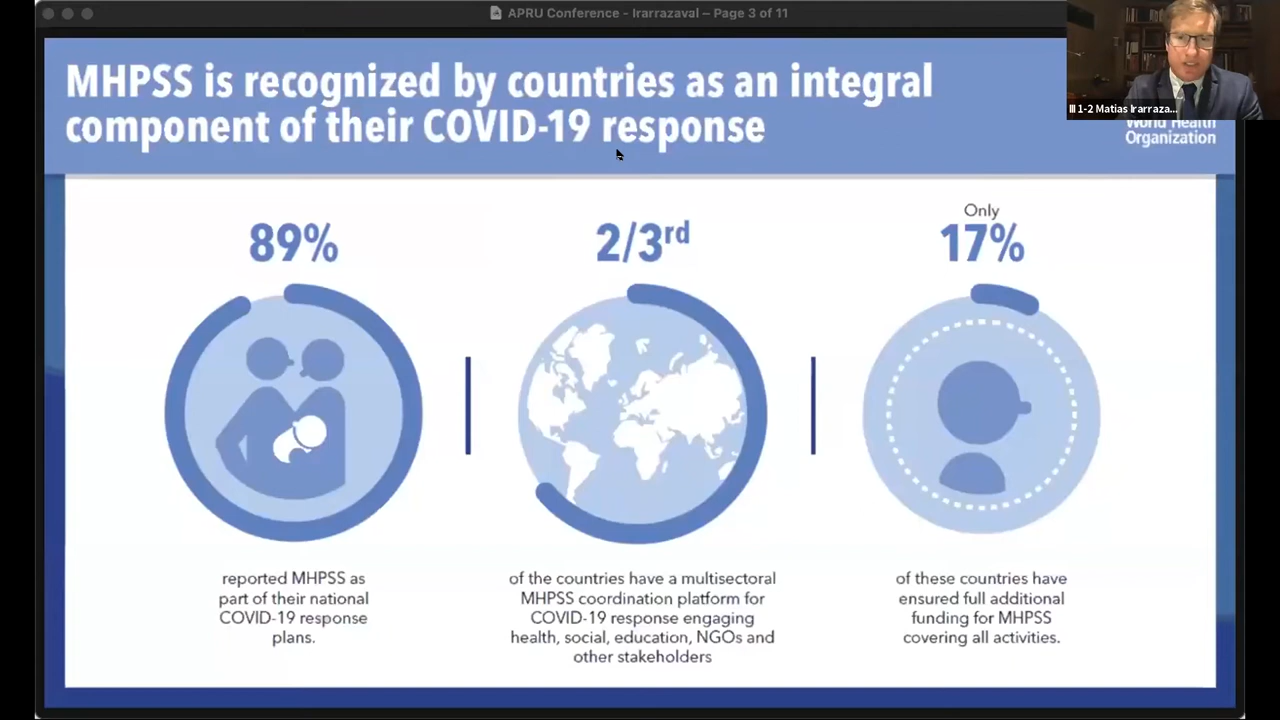 APRU Conference - Irarrazaval – Page 3 of 11
MHPSS is recognized by countries as an integral
component of their COVID-19 response
1-2 Matias Irarraza...
World Health
Organization
89%
reported MHPSS as
part of their national
COVID-19 response
plans.
2/3rd
of the countries have a multisectoral
MHPSS coordination platform for
COVID-19 response engaging
health, social, education, NGOs and
other stakeholders
Only
17%
of these countries have
ensured full additional
funding for MHPSS
covering all activities.